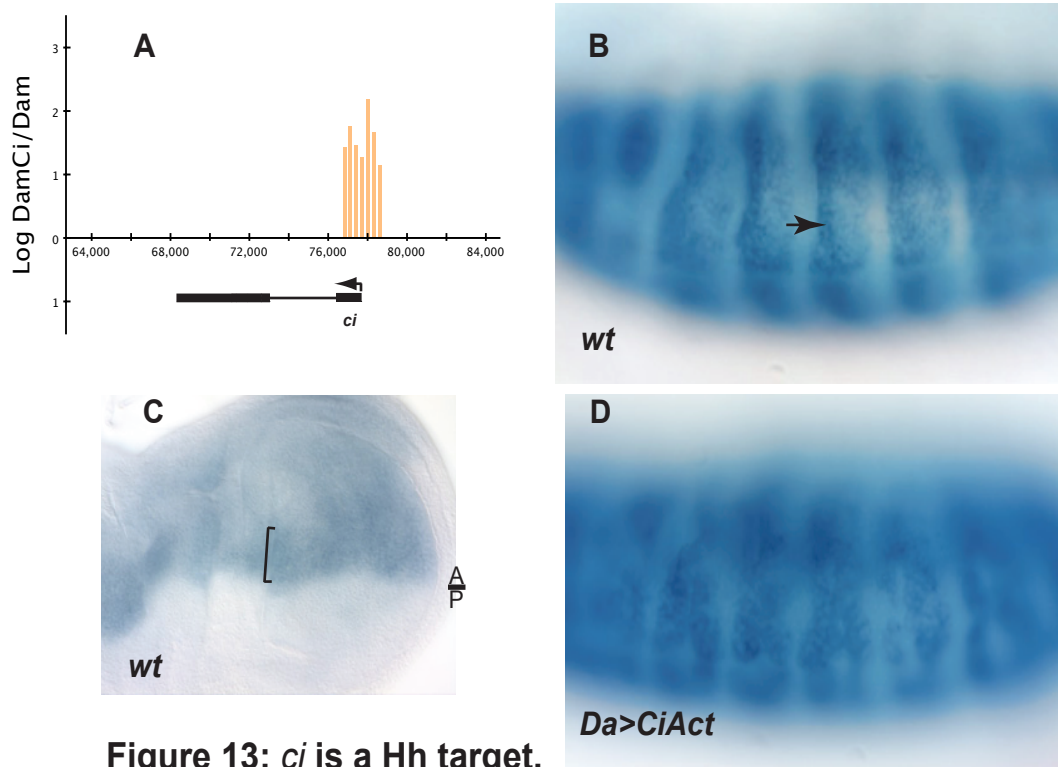 A
Log DamCi/Dam
3
2
1
0
1
64,000 68,000 72,000 76,000 80,000 84,000
ci
B
wt
C
A
P
wt
D
Da>CiAct
Figure 13: ci is a Hh target.